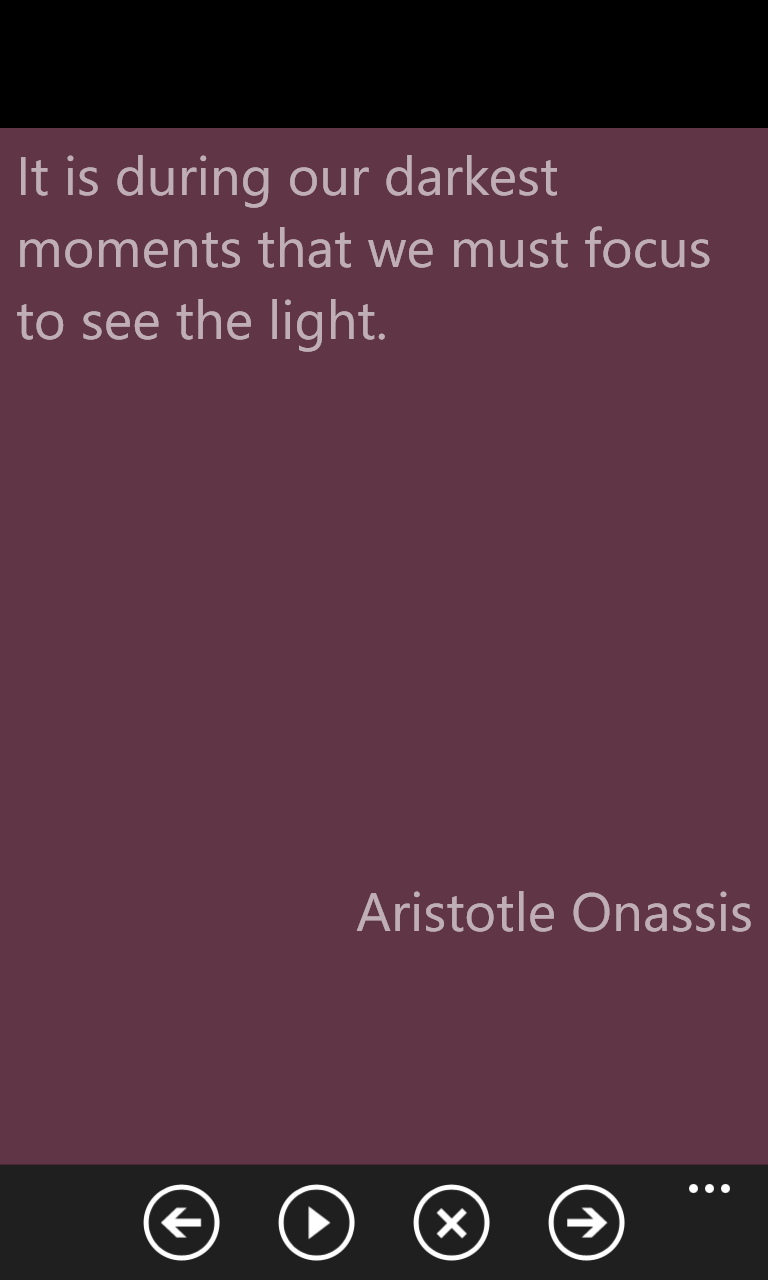 It is during our darkest
moments that we must focus
to see the light.
Aristotle Onassis